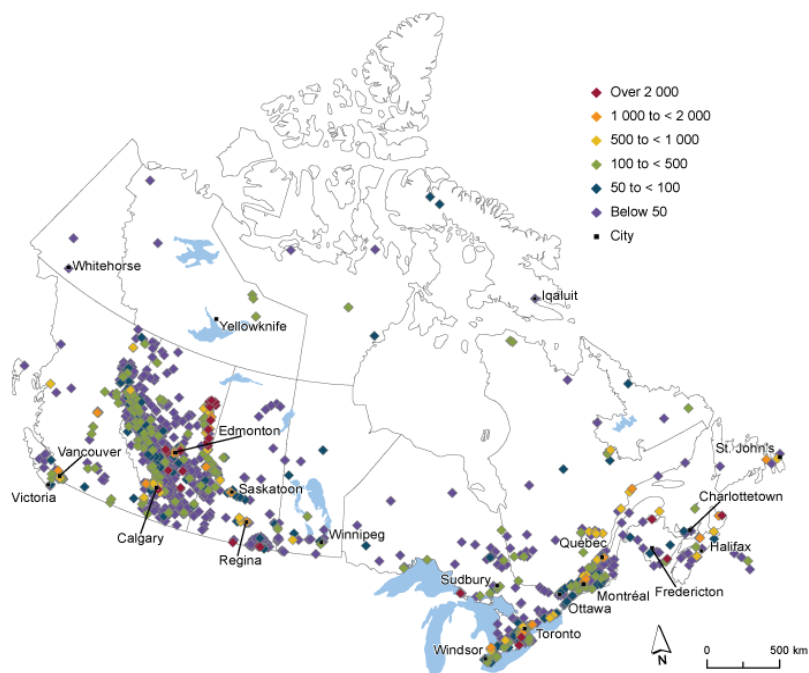 Over 2 000
1 000 to < 2 000
500 to < 1 000
100 to < 500
50 to < 100
Below 50
City
Whitehorse
Iqaluit
Yellowknife
Edmonton
Vancouver
St. John's
Saskatoon
Victoria
Charlottetown
Calgary
Winnipeg
Québec
Halifax
Regina
Sudbury
Montréal
Fredericton
Ottawa
Toronto
Windsor
N
0 500 km